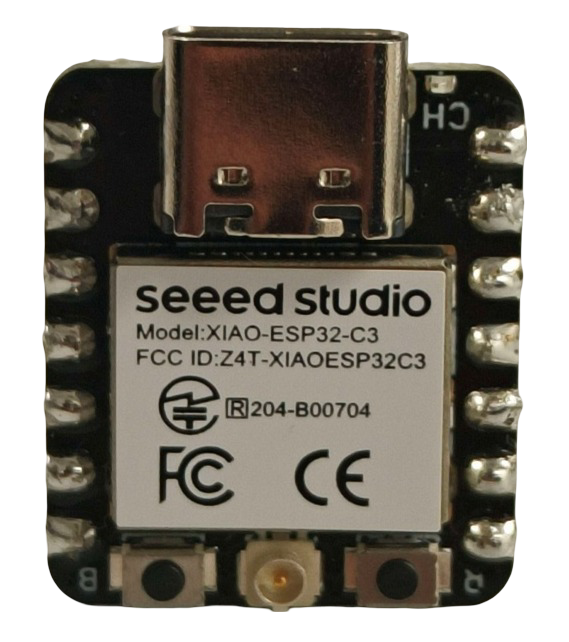 CH
seeed studio
Model:XIAO-ESP32-C3
FCC ID:Z4T-XIAOESP32C3
R 204-B00704
FC CE
B R